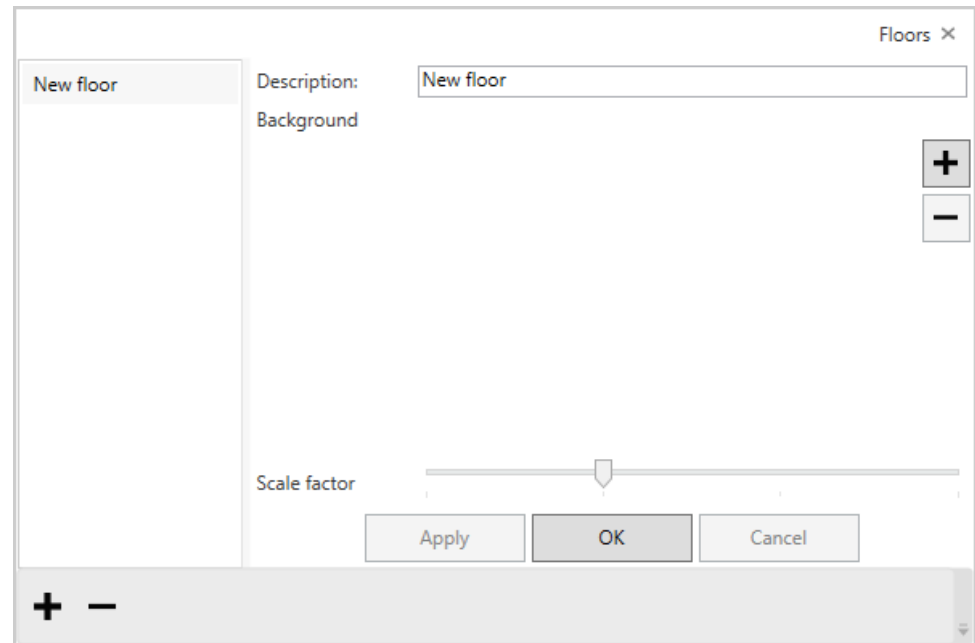 Floors
New floor
Description: New floor
Background
Scale factor
Apply OK Cancel